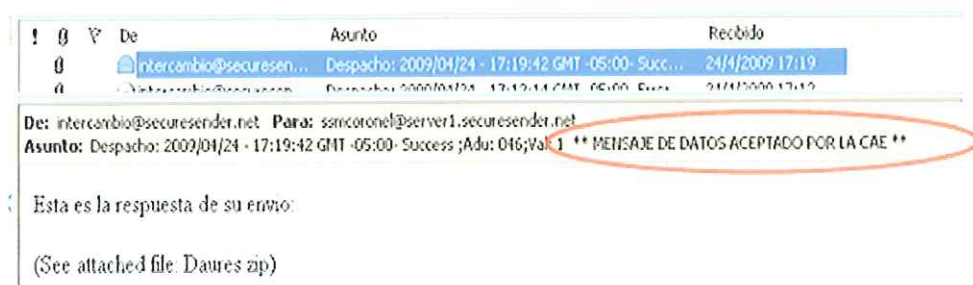 ! De Asunto Recibido
intercambio@securesen... Despacho: 2009/04/24 - 17:19:42 GMT -05:00- Succ... 24/4/2009 17:19
De: intercambio@securesender.net Para: ssmcoronel@server1.securesender.net
Asunto: Despacho: 2009/04/24 - 17:19:42 GMT -05:00- Success ;Adu: 046;Val: 1 ** MENSAJE DE DATOS ACEPTADO POR LA CAE **
Esta es la respuesta de su envio:
(See attached file: Daures zip)